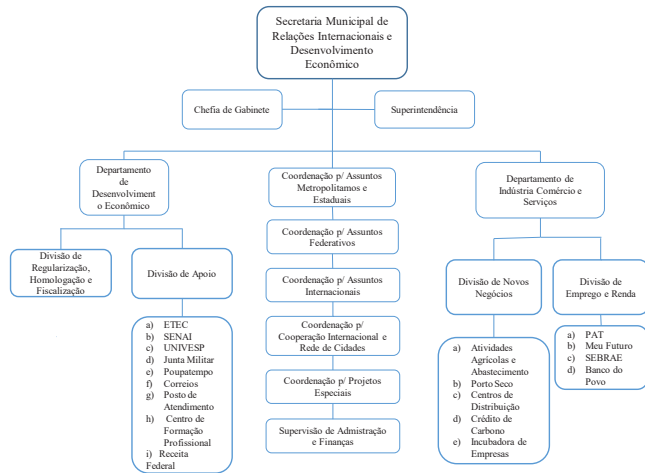 Secretaria Municipal de
Relações Internacionais e
Desenvolvimento
Econômico
Chefia de Gabinete
Superintendência
Departamento
de
Desenvolviment
o Econômico
Coordenação p/ Assuntos
Metropolitamos e
Estaduais
Departamento de
Indústria Comércio e
Serviços
Coordenação p/ Assuntos
Federativos
Divisão de
Regularização,
Homologação e
Fiscalização
Divisão de Apoio
Coordenação p/ Assuntos
Internacionais
Divisão de Novos
Negócios
Divisão de
Emprego e Renda
a) ETEC
b) SENAI
c) UNIVESP
d) Junta Militar
e) Poupatempo
f) Correios
g) Posto de
Atendimento
h) Centro de
Formação
Profissional
i) Receita
Federal
Coordenação p/
Cooperação Internacional e
Rede de Cidades
Coordenação p/ Projetos
Especiais
Supervisão de Admistração
e Finanças
a) Atividades
Agrícolas e
Abastecimento
b) Porto Seco
c) Centros de
Distribuição
d) Crédito de
Carbono
e) Incubadora de
Empresas
a) PAT
b) Meu Futuro
c) SEBRAE
d) Banco do
Povo